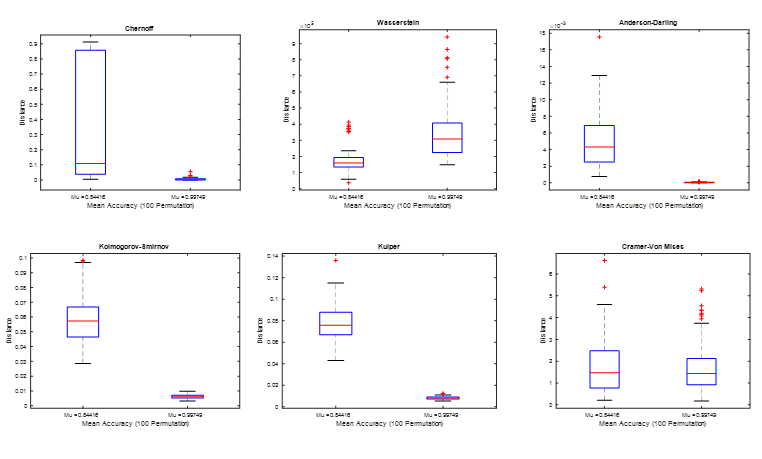 Chernoff
Distance
0.9
0.8
0.7
0.6
0.5
0.4
0.3
0.2
0.1
0
Mu = 0.84416
Mu = 0.99749
Mean Accuracy (100 Permutation)
Wasserstein
Distance
9
8
7
6
5
4
3
2
1
0
Mu = 0.84416
Mu = 0.99749
Mean Accuracy (100 Permutation)
Anderson-Darling
Distance
18
16
14
12
10
8
6
4
2
0
Mu = 0.84416
Mu = 0.99749
Mean Accuracy (100 Permutation)
Kolmogorov-Smirnov
Distance
0.1
0.09
0.08
0.07
0.06
0.05
0.04
0.03
0.02
0.01
0
Mu = 0.84416
Mu = 0.99749
Mean Accuracy (100 Permutation)
Kuiper
Distance
0.14
0.12
0.1
0.08
0.06
0.04
0.02
0
Mu = 0.84416
Mu = 0.99749
Mean Accuracy (100 Permutation)
Cramer-Von Mises
Distance
6
5
4
3
2
1
0
Mu = 0.84416
Mu = 0.99749
Mean Accuracy (100 Permutation)